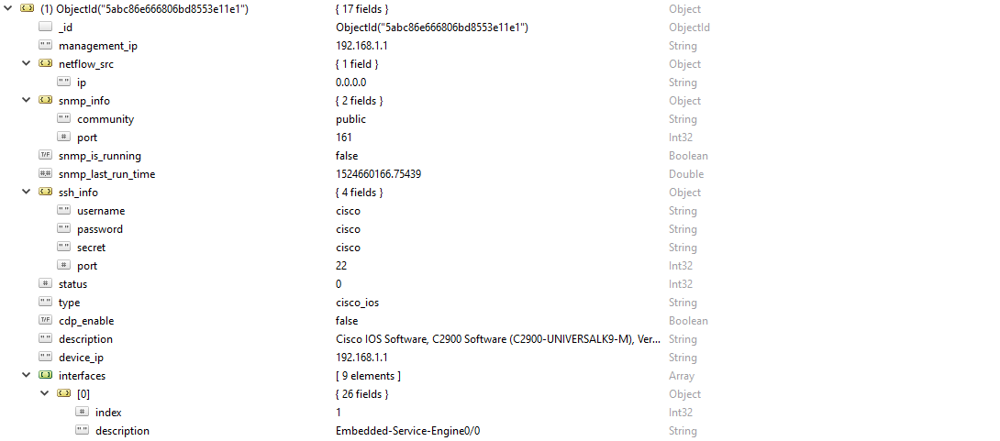 (1) ObjectId("5abc86e666806bd8553e11e1") { 17 fields } Object
_id ObjectId("5abc86e666806bd8553e11e1") ObjectId
" " management_ip 192.168.1.1 String
netflow_src { 1 field } Object
" " ip 0.0.0.0 String
snmp_info { 2 fields } Object
" " community public String
# port 161 Int32
T/F snmp_is_running false Boolean
## snmp_last_run_time 1524660166.75439 Double
ssh_info { 4 fields } Object
" " username cisco String
" " password cisco String
" " secret cisco String
# port 22 Int32
# status 0 Int32
" " type cisco_ios String
T/F cdp_enable false Boolean
" " description Cisco IOS Software, C2900 Software (C2900-UNIVERSALK9-M), Ver... String
" " device_ip 192.168.1.1 String
interfaces [ 9 elements ] Array
[0] { 26 fields } Object
# index 1 Int32
" " description Embedded-Service-Engine0/0 String